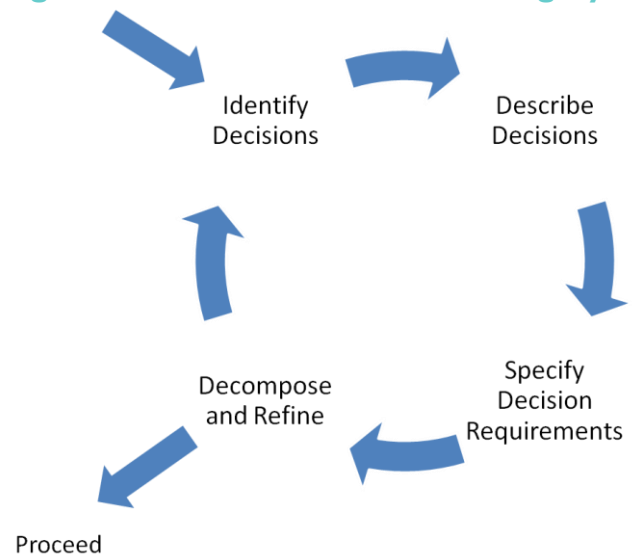 Identify
Decisions
Describe
Decisions
Specify
Decision
Requirements
Decompose
and Refine
Proceed